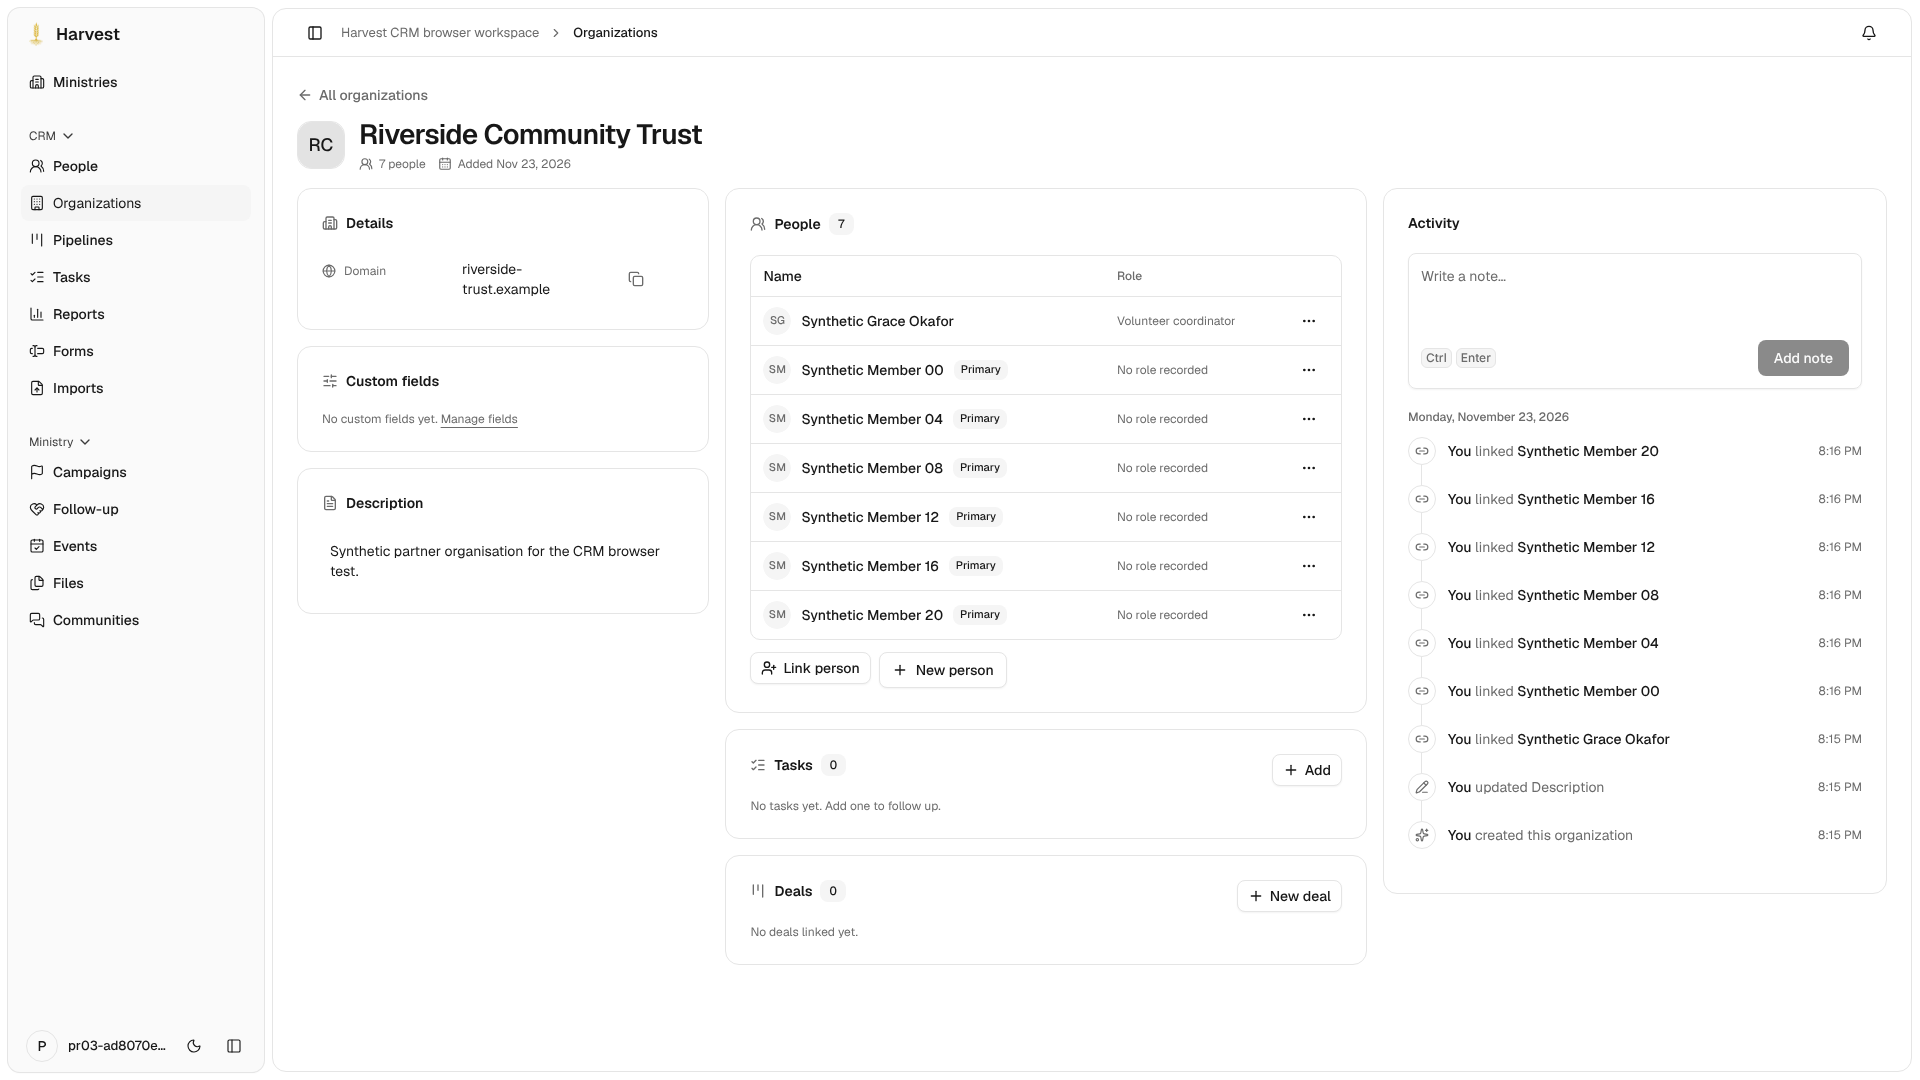 Harvest
Ministries
CRM
People
Organizations
Pipelines
Tasks
Reports
Forms
Imports
Ministry
Campaigns
Follow-up
Events
Files
Communities
P pr03-ad8070e...
Harvest CRM browser workspace > Organizations
All organizations
RC
Riverside Community Trust
7 people Added Nov 23, 2026
Details
Domain
riverside-
trust.example
Custom fields
No custom fields yet. Manage fields
Description
Synthetic partner organisation for the CRM browser
test.
People 7
Name Role
SG Synthetic Grace Okafor Volunteer coordinator
SM Synthetic Member 00 Primary No role recorded
SM Synthetic Member 04 Primary No role recorded
SM Synthetic Member 08 Primary No role recorded
SM Synthetic Member 12 Primary No role recorded
SM Synthetic Member 16 Primary No role recorded
SM Synthetic Member 20 Primary No role recorded
Link person New person
Tasks 0 Add
No tasks yet. Add one to follow up.
Deals 0 New deal
No deals linked yet.
Activity
Write a note...
Ctrl Enter Add note
Monday, November 23, 2026
You linked Synthetic Member 20 8:16 PM
You linked Synthetic Member 16 8:16 PM
You linked Synthetic Member 12 8:16 PM
You linked Synthetic Member 08 8:16 PM
You linked Synthetic Member 04 8:16 PM
You linked Synthetic Member 00 8:16 PM
You linked Synthetic Grace Okafor 8:15 PM
You updated Description 8:15 PM
You created this organization 8:15 PM